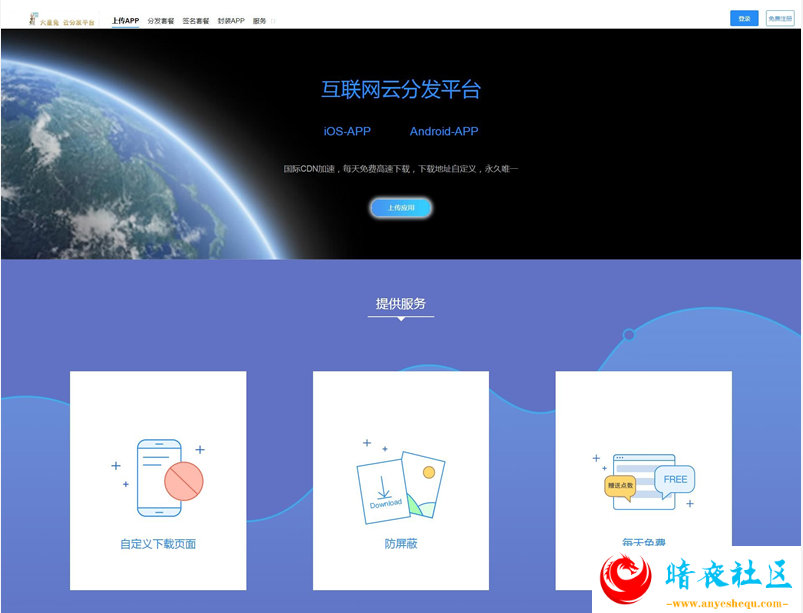 云分发平台
上传APP 分发套餐 签名套餐 封装APP 服务
登录 免费注册
互联网云分发平台
iOS-APP Android-APP
国际CDN加速，每天免费高速下载，下载地址自定义，永久唯一
上传应用
提供服务
Download
赠送点数
FREE
自定义下载页面 防屏蔽 每天免费
暗夜社区
-www.anyeshequ.com-